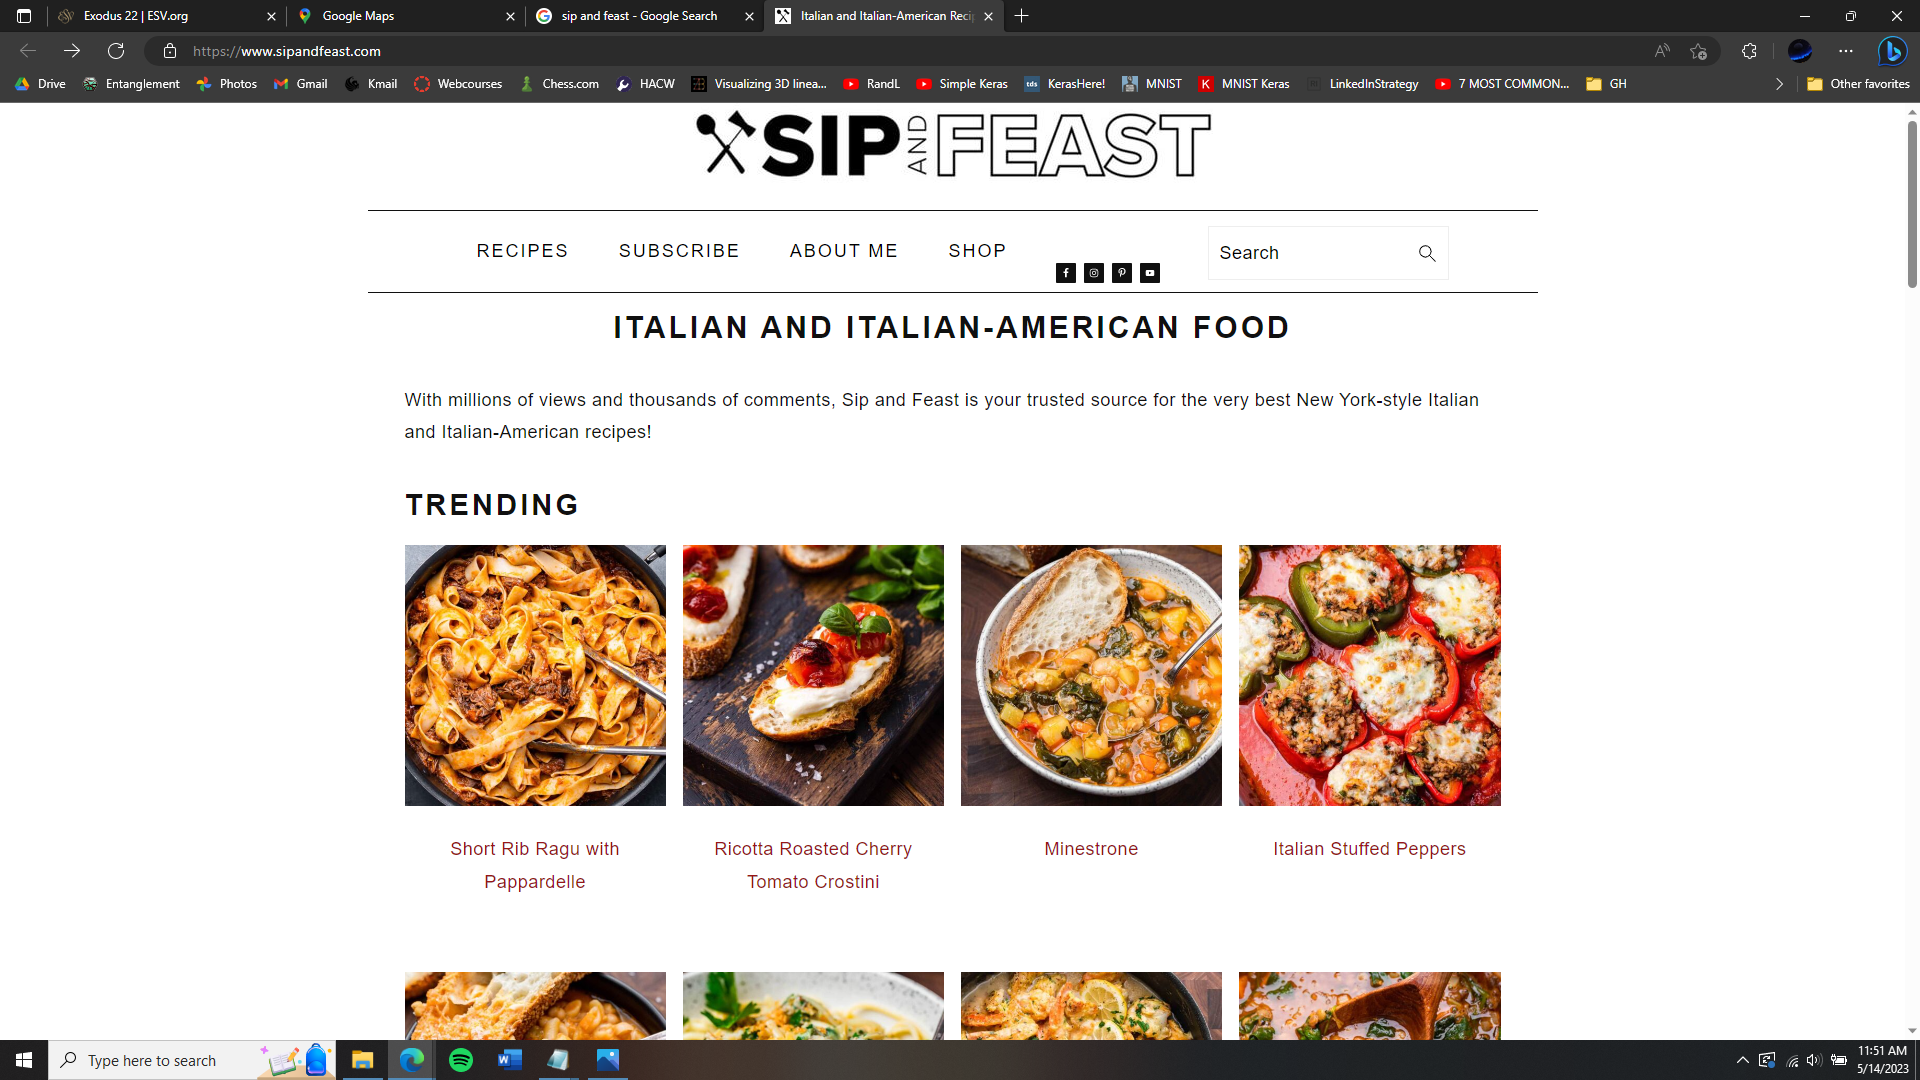 Exodus 22 | ESV.org
Google Maps
sip and feast - Google Search
Italian and Italian-American Reci
https://www.sipandfeast.com
Drive
Entanglement
Photos
Gmail
Kmail
Webcourses
Chess.com
HACW
Visualizing 3D linea...
RandL
Simple Keras
tds
KerasHere!
MNIST
K
MNIST Keras
LinkedInStrategy
7 MOST COMMON...
GH
Other favorites
SIP AND FEAST
RECIPES
SUBSCRIBE
ABOUT ME
SHOP
Search
ITALIAN AND ITALIAN-AMERICAN FOOD
With millions of views and thousands of comments, Sip and Feast is your trusted source for the very best New York-style Italian
and Italian-American recipes!
TRENDING
Short Rib Ragu with
Pappardelle
Ricotta Roasted Cherry
Tomato Crostini
Minestrone
Italian Stuffed Peppers
Type here to search
11:51 AM
5/14/2023